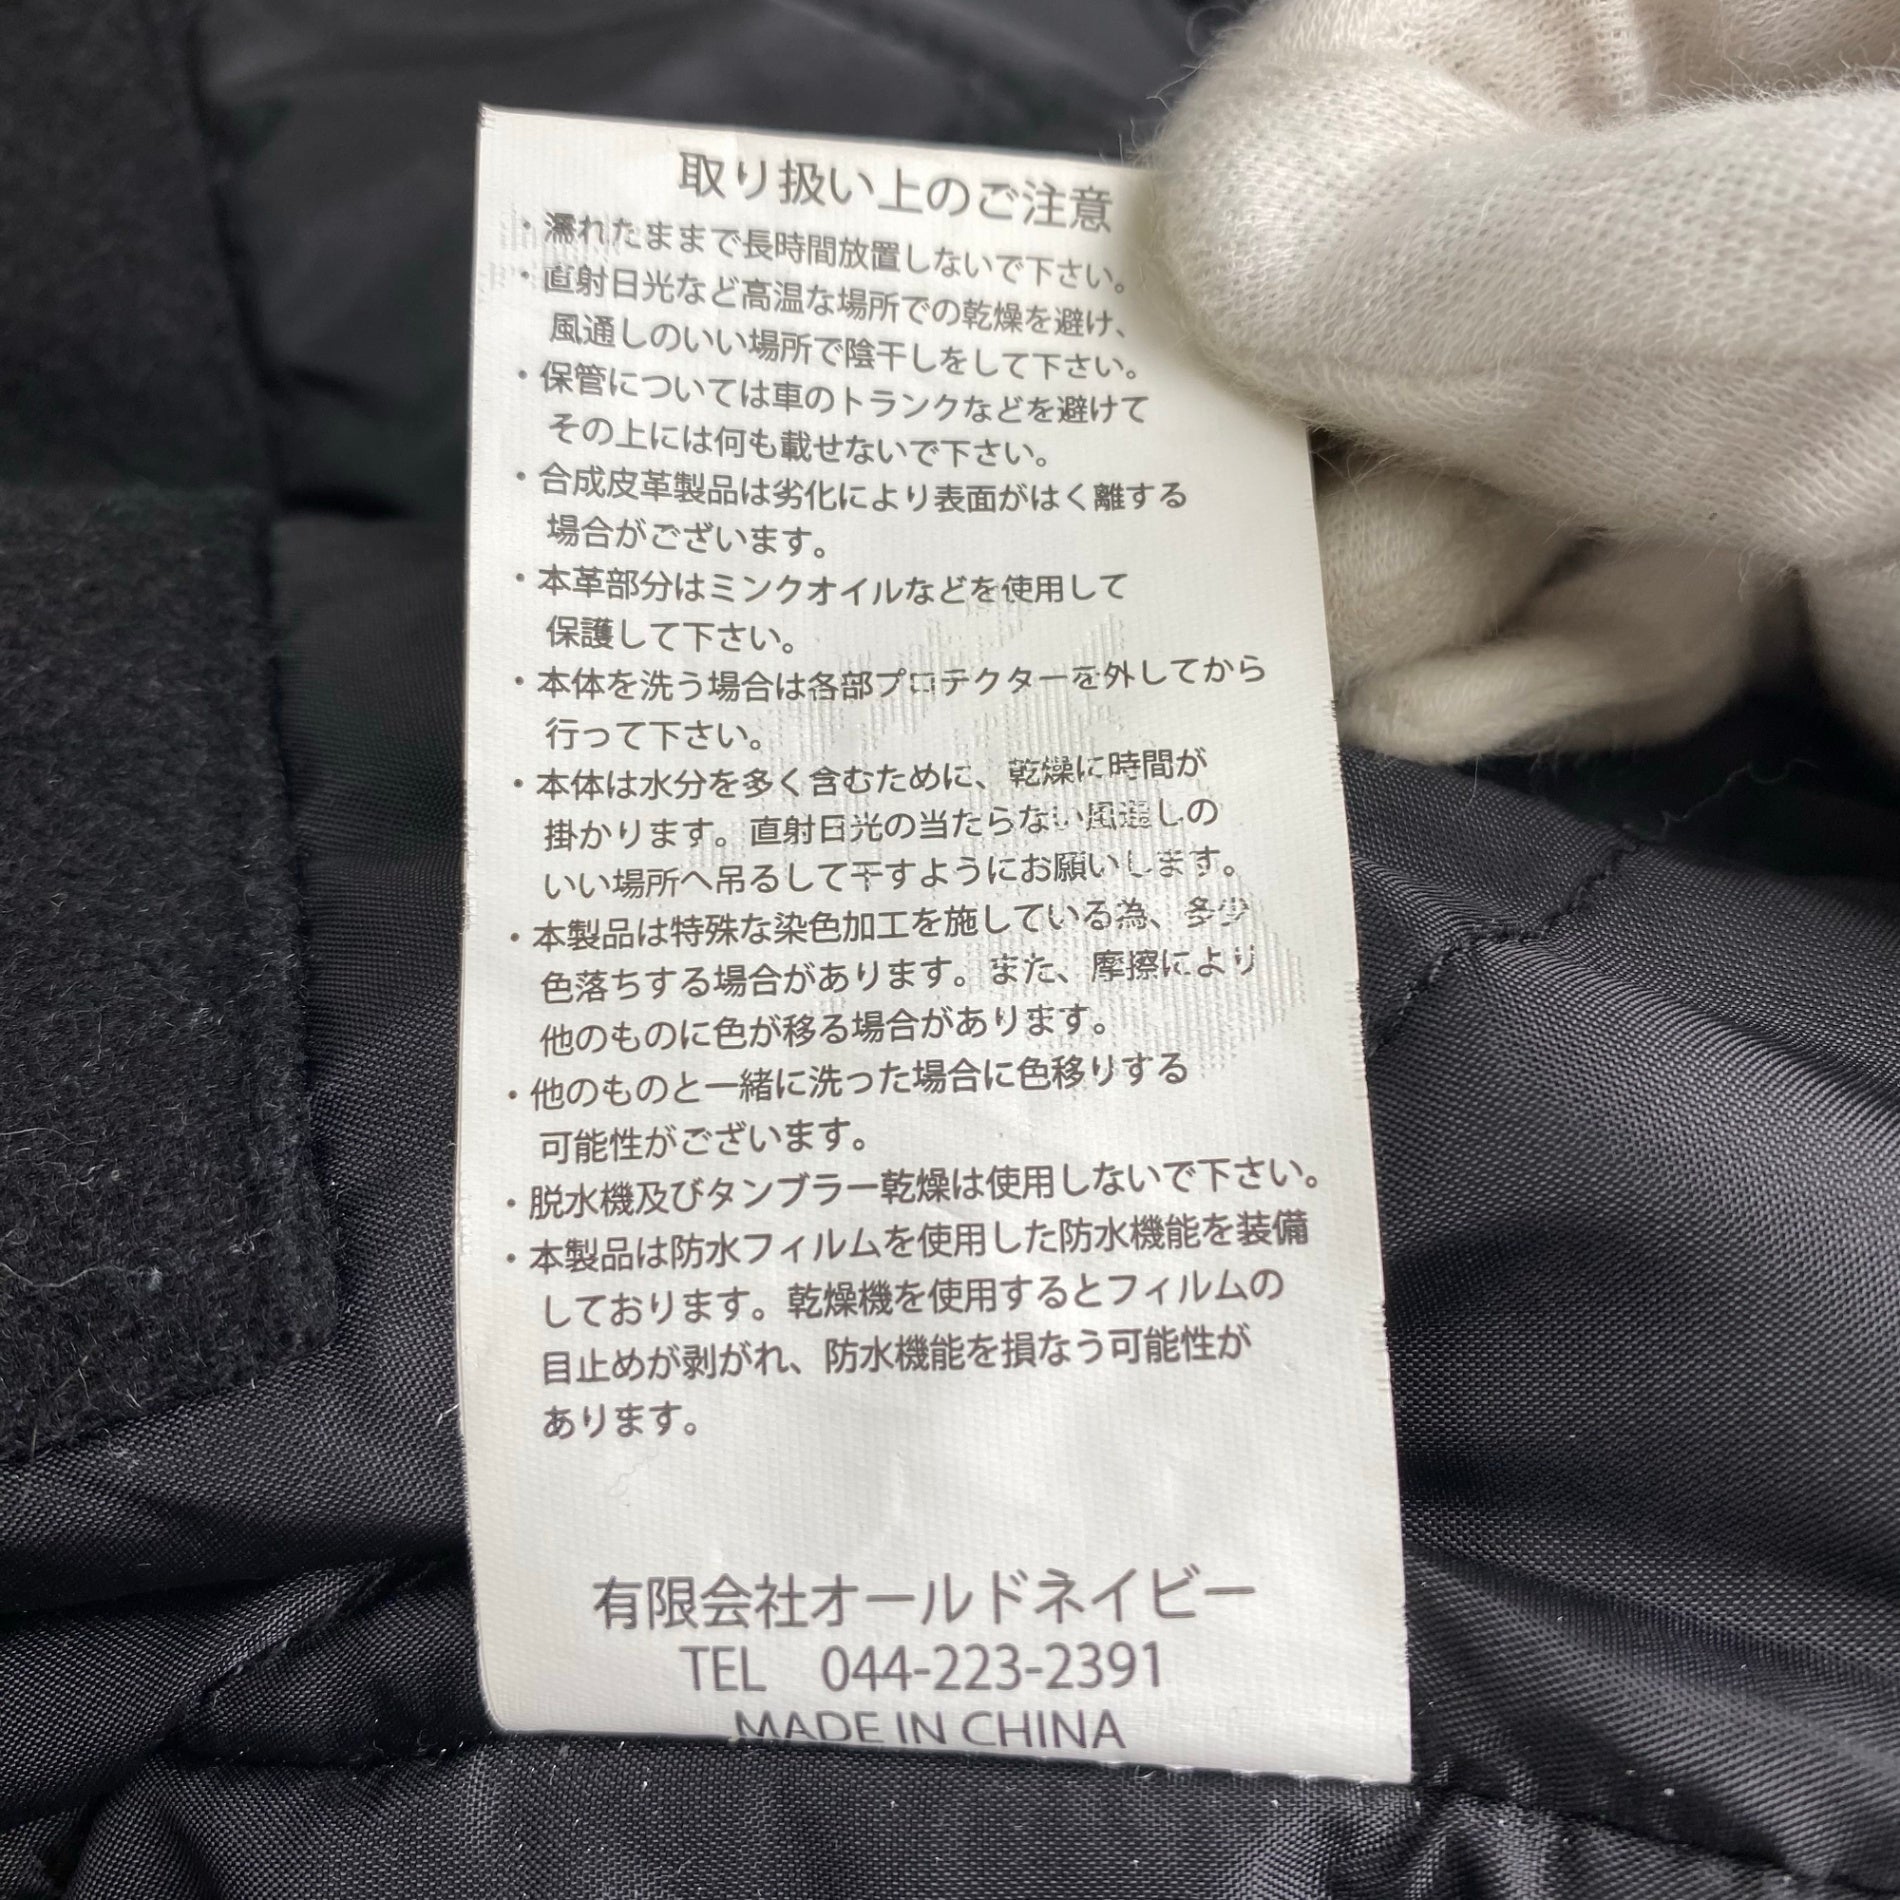 取り扱い上のご注意
・濡れたままで長時間放置しないで下さい。
・直射日光など高温な場所での乾燥を避け、
風通しのいい場所で陰干しをして下さい。
・保管については車のトランクなどを避けて
その上には何も載せないで下さい。
・合成皮革製品は劣化により表面がはく離する
場合がございます。
・本革部分はミンクオイルなどを使用して
保護して下さい。
・本体を洗う場合は各部プロテクターを外してから
行って下さい。
・本体は水分を多く含むために、乾燥に時間が
掛かります。直射日光の当たらない風通しの
いい場所へ吊るして干すようにお願いします。
・本製品は特殊な染色加工を施している為、多少
色落ちする場合があります。また、摩擦により
他のものに色が移る場合があります。
・他のものと一緒に洗った場合に色移りする
可能性がございます。
・脱水機及びタンブラー乾燥は使用しないで下さい。
・本製品は防水フィルムを使用した防水機能を装備
しております。乾燥機を使用するとフィルムの
目止めが剥がれ、防水機能を損なう可能性が
あります。
有限会社オールドネイビー
TEL 044-223-2391
MADE IN CHINA